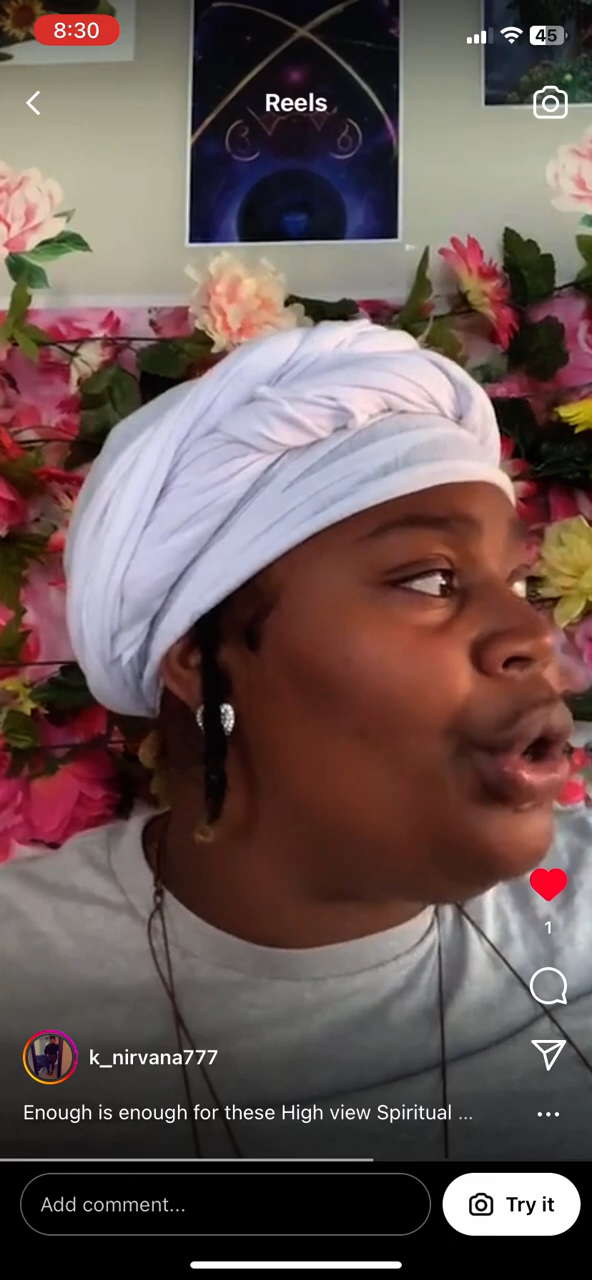 8:30
45
Reels
1
k_nirvana777
Enough is enough for these High view Spiritual ...
Add comment...
Try it